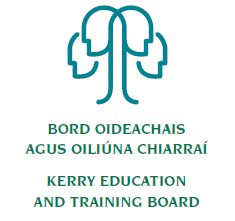 BORD OIDEACHAIS
AGUS OILIÚNA CHIARRAÍ
KERRY EDUCATION
AND TRAINING BOARD